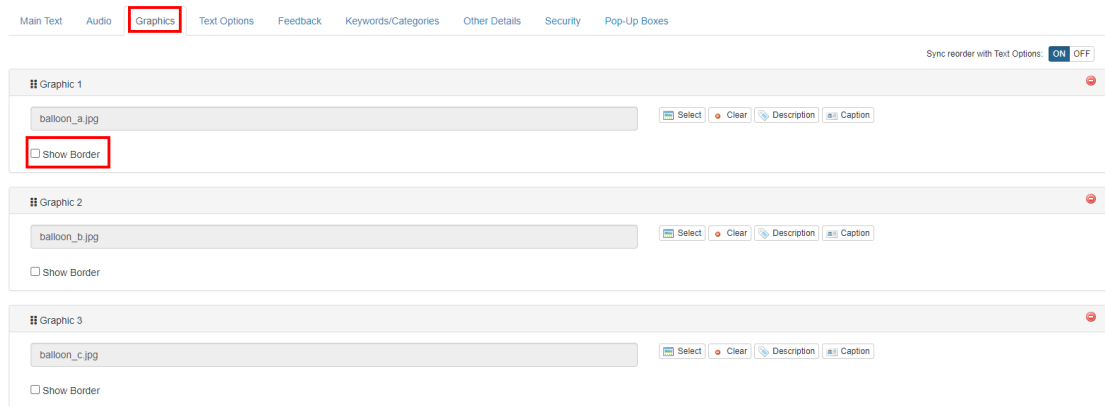 Main Text Audio Graphics Text Options Feedback Keywords/Categories Other Details Security Pop-Up Boxes
Sync reorder with Text Options: ON OFF
Graphic 1
balloon_a.jpg Select Clear Description Caption
Show Border
Graphic 2
balloon_b.jpg Select Clear Description Caption
Show Border
Graphic 3
balloon_c.jpg Select Clear Description Caption
Show Border